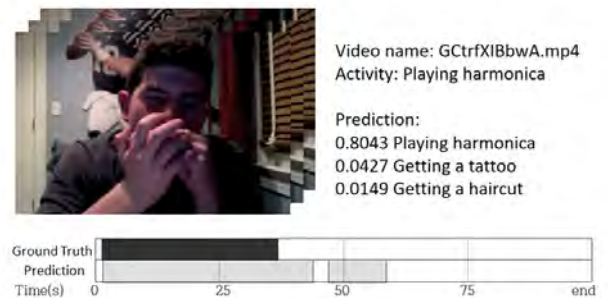 Video name: GCtrfXlBbwA.mp4
Activity: Playing harmonica
Prediction:
0.8043 Playing harmonica
0.0427 Getting a tattoo
0.0149 Getting a haircut
Ground Truth
Prediction
Time(s) 0 25 50 75 end